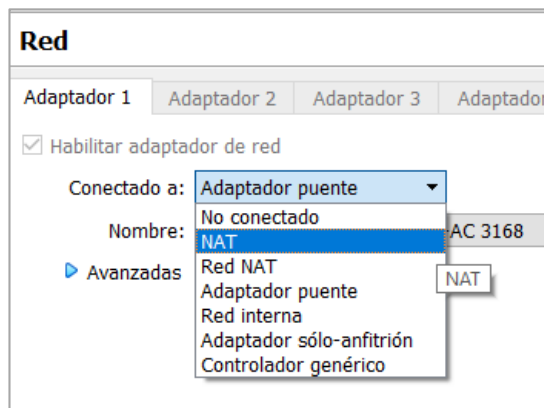 Red
Adaptador 1 Adaptador 2 Adaptador 3
Habilitar adaptador de red
Conectado a: Adaptador puente
No conectado
Nombre: AC 3168
NAT
Red NAT
NAT
Avanzadas
Adaptador puente
Red interna
Adaptador sólo-anfitrión
Controlador genérico